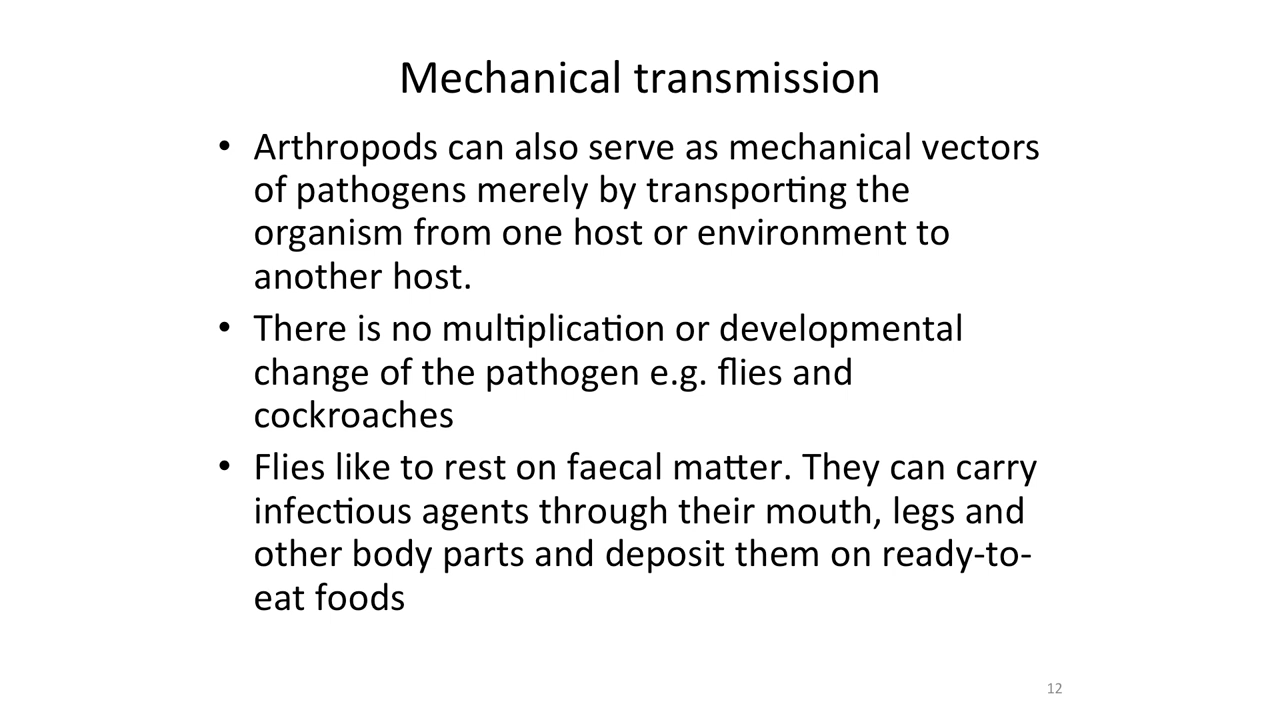 Mechanical transmission
• Arthropods can also serve as mechanical vectors
of pathogens merely by transporting the
organism from one host or environment to
another host.
• There is no multiplication or developmental
change of the pathogen e.g. flies and
cockroaches
• Flies like to rest on faecal matter. They can carry
infectious agents through their mouth, legs and
other body parts and deposit them on ready-to-
eat foods
12